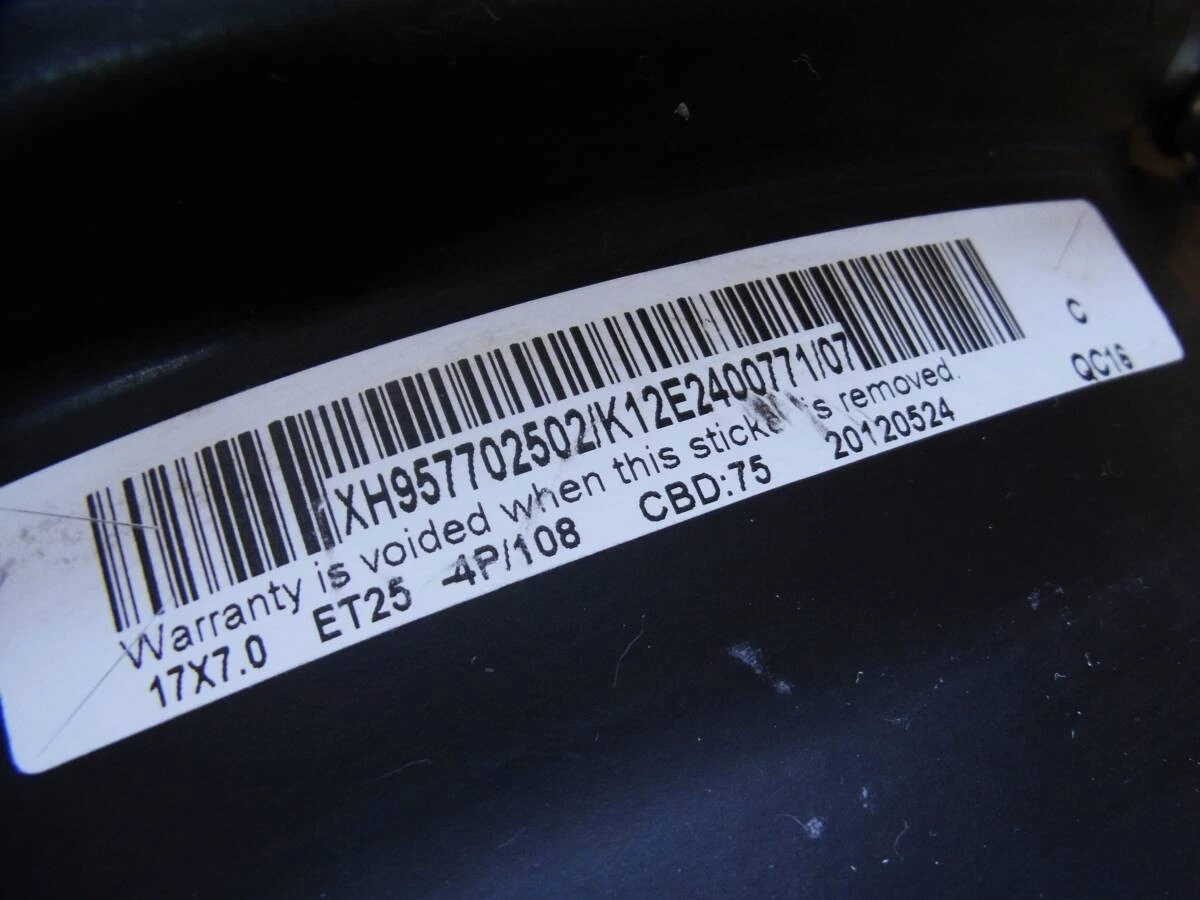 XH957702502/K12E2400771/07
Warranty is voided when this sticker is removed.
17X7.0 ET25 4P/108 CBD:75 20120524
C
QC16